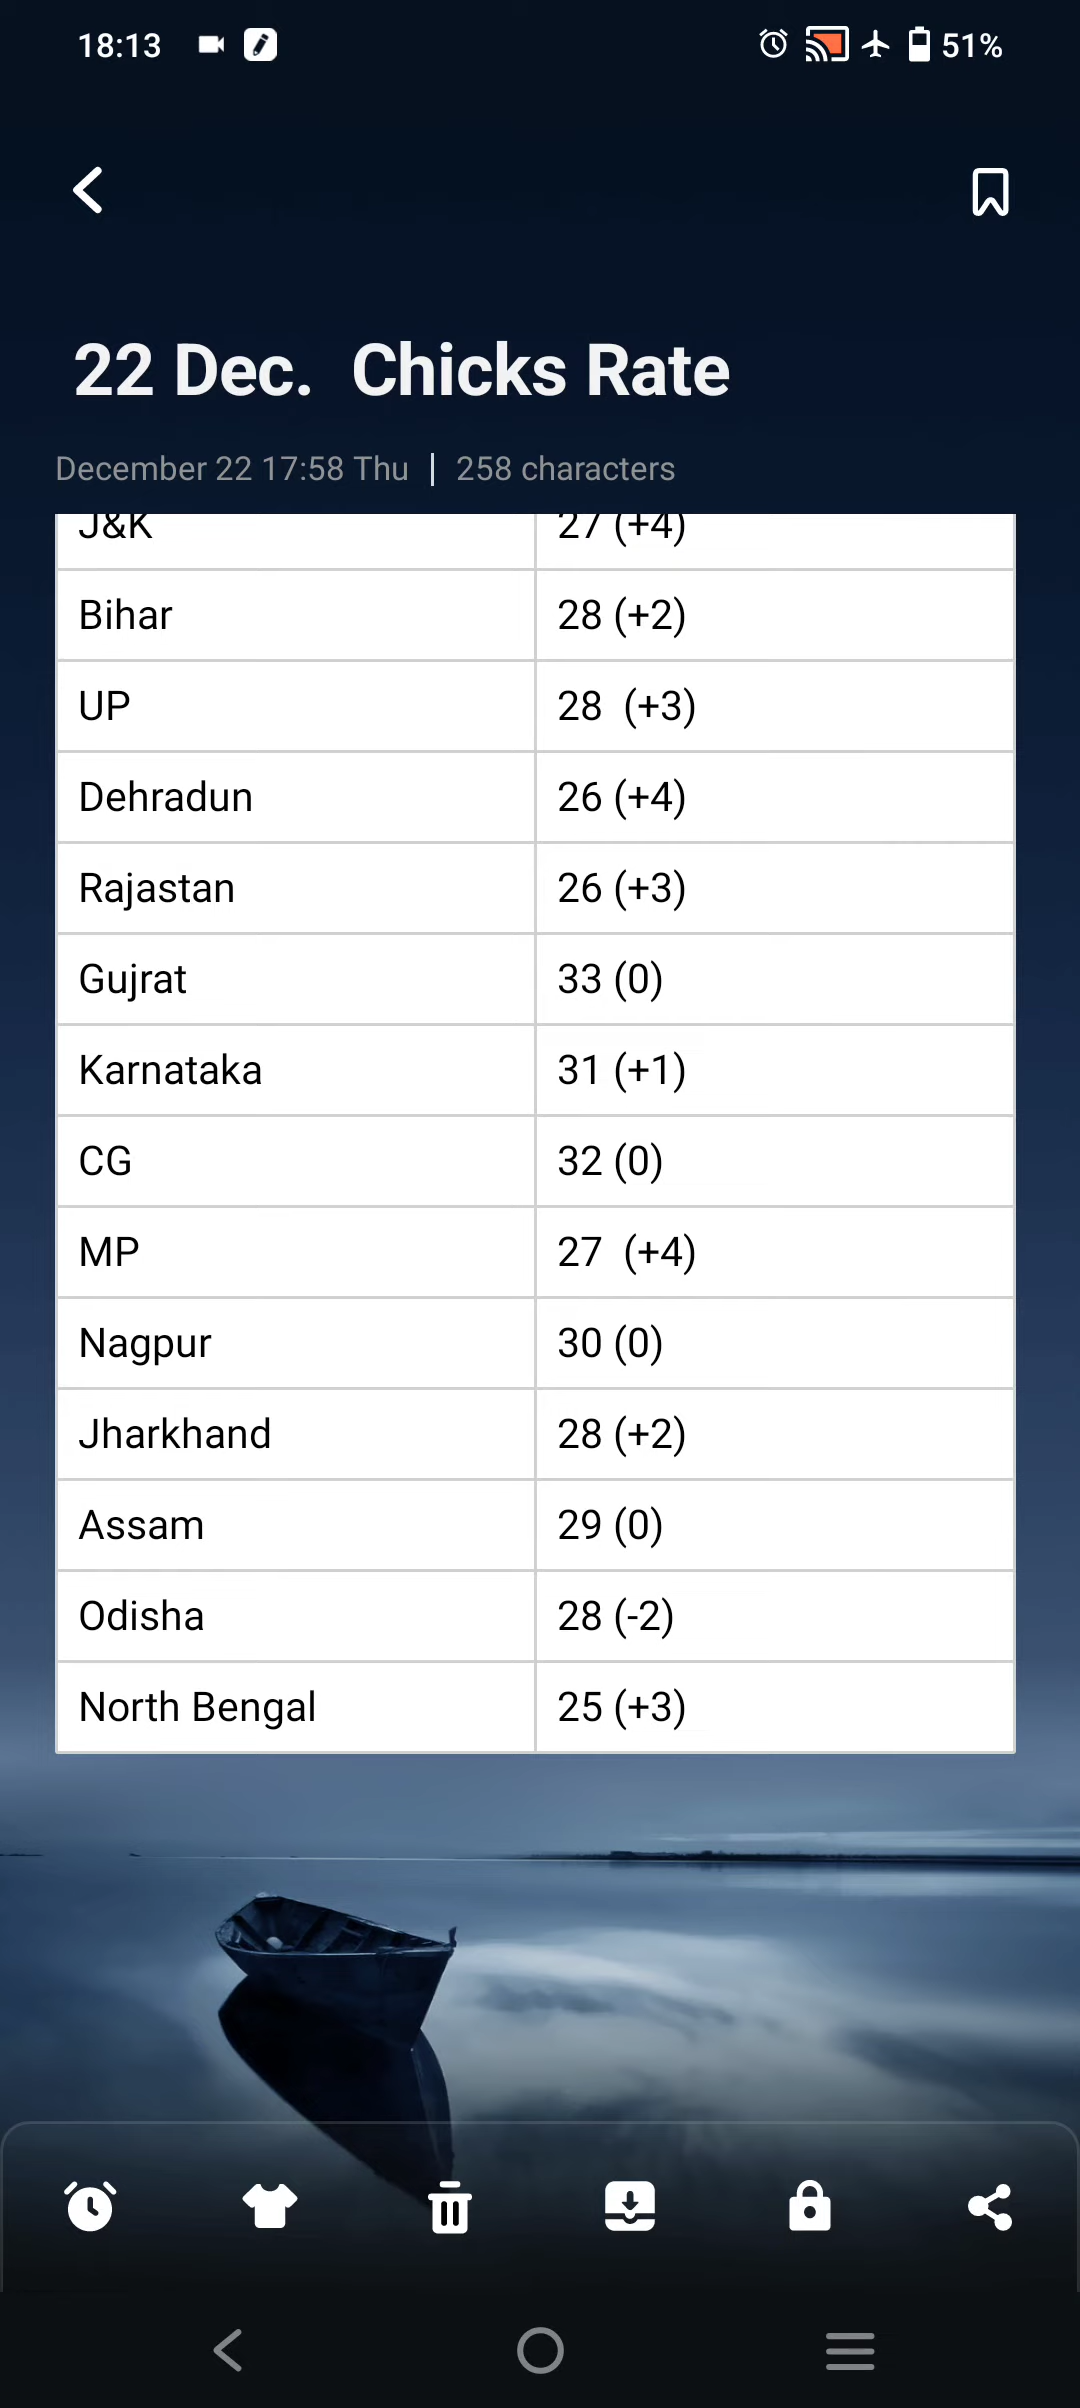 18:13 51%
22 Dec.  Chicks Rate
December 22 17:58 Thu | 258 characters
J&K 27 (+4)
Bihar 28 (+2)
UP 28  (+3)
Dehradun 26 (+4)
Rajastan 26 (+3)
Gujrat 33 (0)
Karnataka 31 (+1)
CG 32 (0)
MP 27  (+4)
Nagpur 30 (0)
Jharkhand 28 (+2)
Assam 29 (0)
Odisha 28 (-2)
North Bengal 25 (+3)